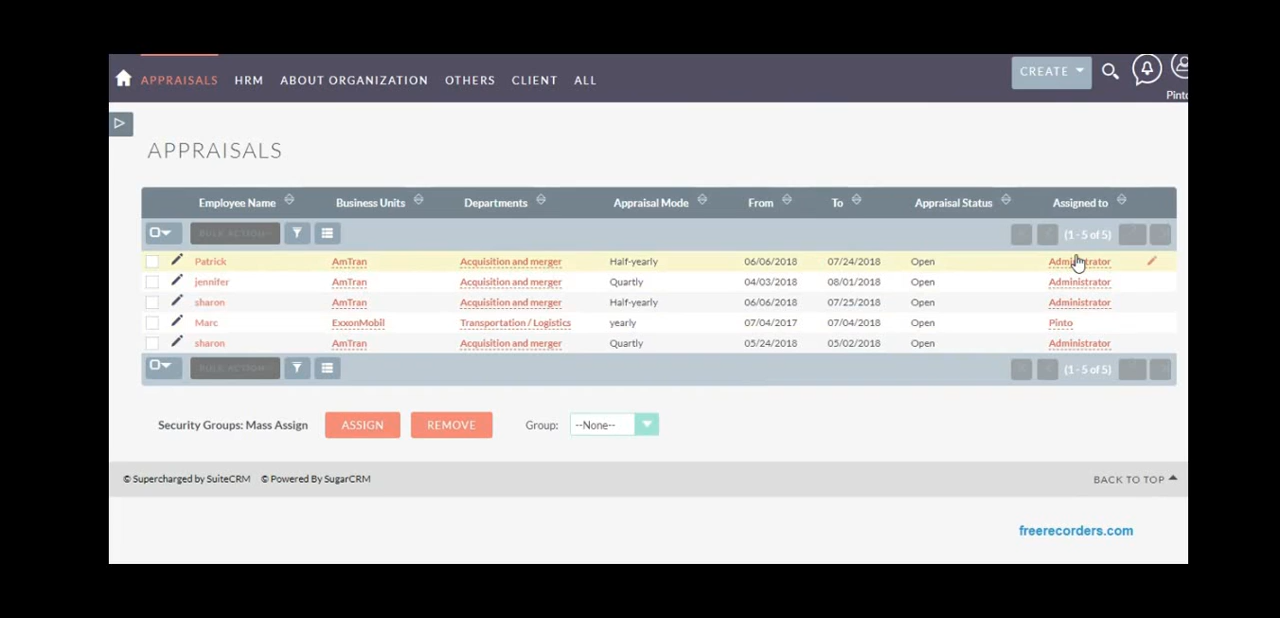 APPRAISALS HRM ABOUT ORGANIZATION OTHERS CLIENT ALL CREATE
Pinto
APPRAISALS
Employee Name Business Units Departments Appraisal Mode From To Appraisal Status Assigned to
BULK ACTION (1 - 5 of 5)
Patrick AmTran Acquisition and merger Half-yearly 06/06/2018 07/24/2018 Open Administrator
jennifer AmTran Acquisition and merger Quartly 04/03/2018 08/01/2018 Open Administrator
sharon AmTran Acquisition and merger Half-yearly 06/06/2018 07/25/2018 Open Administrator
Marc ExxonMobil Transportation / Logistics yearly 07/04/2017 07/04/2018 Open Pinto
sharon AmTran Acquisition and merger Quartly 05/24/2018 05/02/2018 Open Administrator
BULK ACTION (1 - 5 of 5)
Security Groups: Mass Assign ASSIGN REMOVE Group: --None--
© Supercharged by SuiteCRM © Powered By SugarCRM BACK TO TOP
freerecorders.com